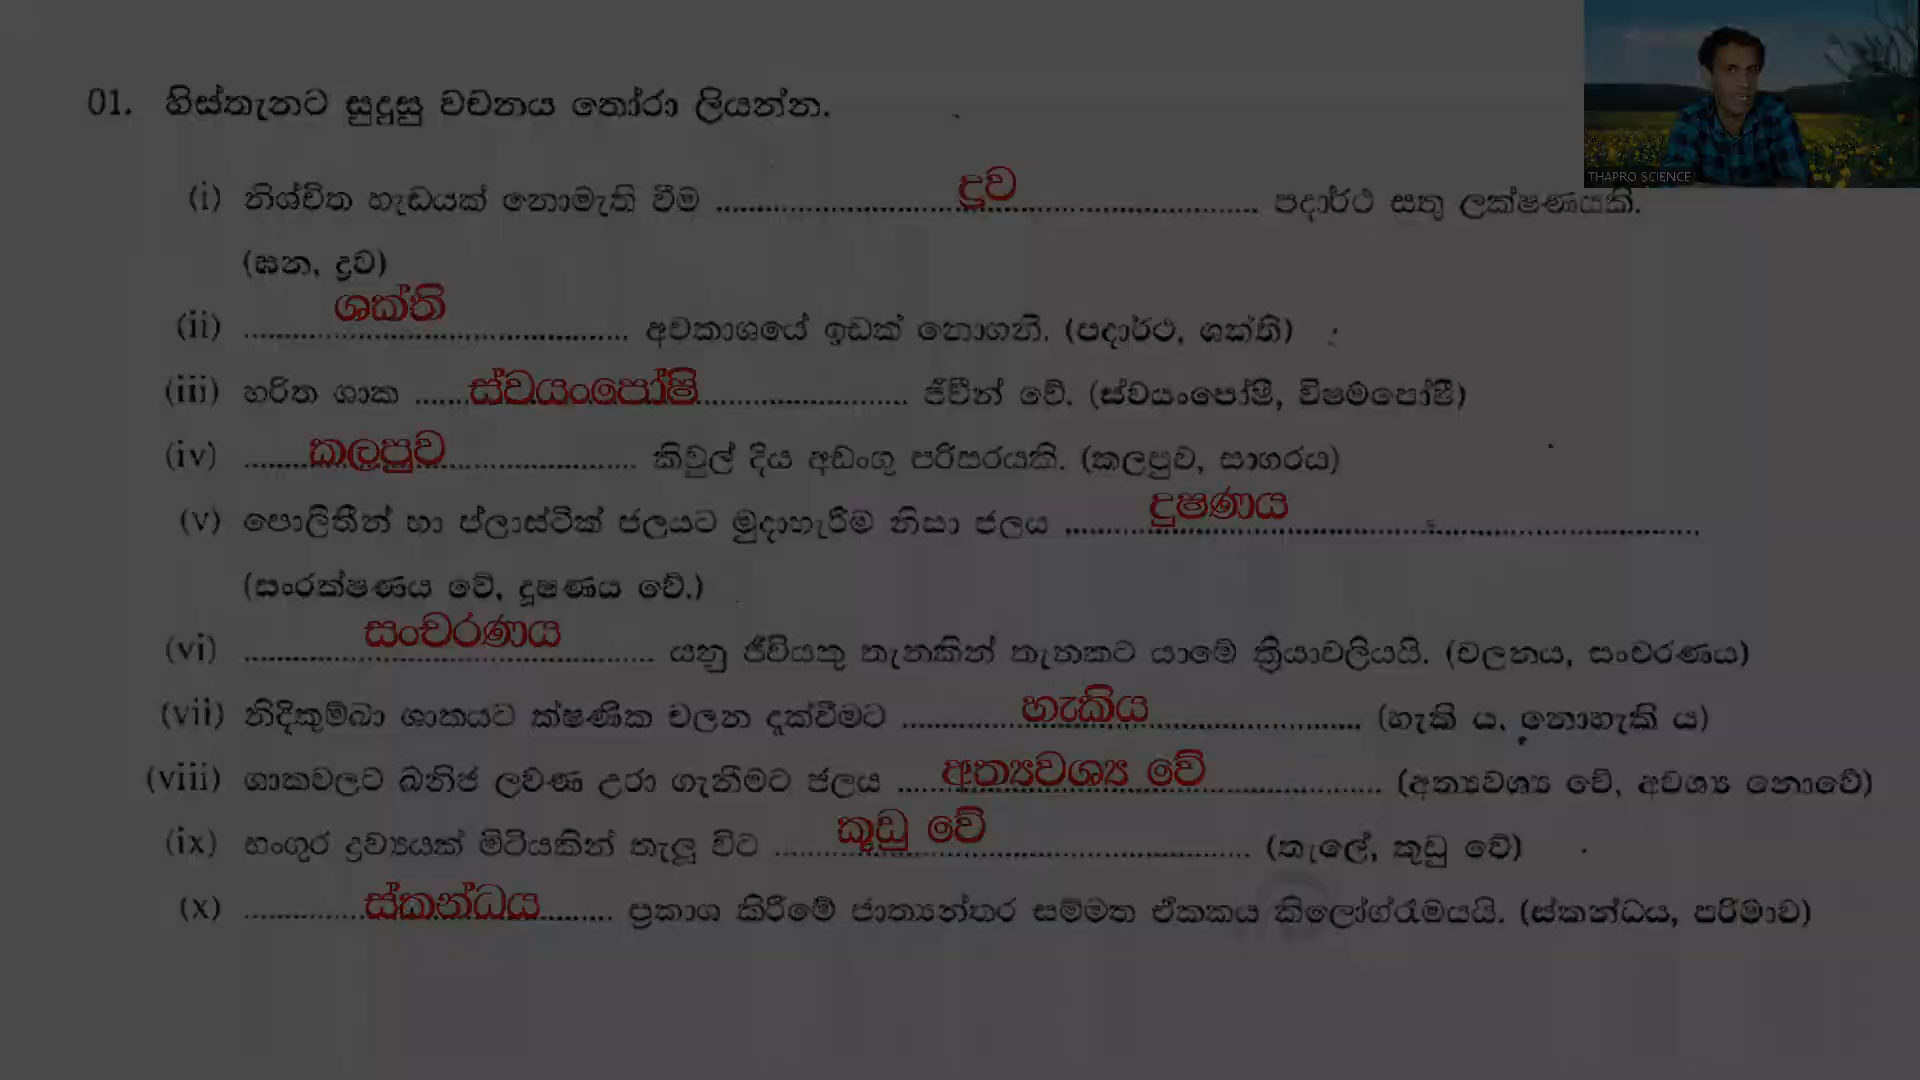 THAPRO SCIENCE
01. හිස්තැනට සුදුසු වචනය තෝරා ලියන්න.
(i) නිශ්චිත හැඩයක් නොමැති වීම ........ ද්‍රව ........ පදාර්ථ සතු ලක්ෂණයකි.
(ඝන, ද්‍රව)
(ii) ........ ශක්ති ........ අවකාශයේ ඉඩක් නොගනී. (පදාර්ථ, ශක්ති)
(iii) හරිත ශාක ........ ස්වයංපෝෂි ........ ජීවීන් වේ. (ස්වයංපෝෂී, විෂමපෝෂී)
(iv) ........ කලපුව ........ කිවුල් දිය අඩංගු පරිසරයකි. (කලපුව, සාගරය)
(v) පොලිතීන් හා ප්ලාස්ටික් ජලයට මුදාහැරීම නිසා ජලය ........ දූෂණය ........
(සංරක්ෂණය වේ, දූෂණය වේ.)
(vi) ........ සංචරණය ........ යනු ජීවියකු තැනකින් තැනකට යාමේ ක්‍රියාවලියයි. (චලනය, සංචරණය)
(vii) නිදිකුම්බා ශාකයට ක්ෂණික චලන දැක්වීමට ........ හැකිය ........ (හැකි ය, නොහැකි ය)
(viii) ශාකවලට ඛනිජ ලවණ උරා ගැනීමට ජලය ........ අත්‍යවශ්‍ය වේ ........ (අත්‍යවශ්‍ය වේ, අවශ්‍ය නොවේ)
(ix) භංගුර ද්‍රව්‍යයක් මිටියකින් තැලූ විට ........ කුඩු වේ ........ (තැලේ, කුඩු වේ)
(x) ........ ස්කන්ධය ........ ප්‍රකාශ කිරීමේ ජාත්‍යන්තර සම්මත ඒකකය කිලෝග්රෑමයයි. (ස්කන්ධය, පරිමාව)